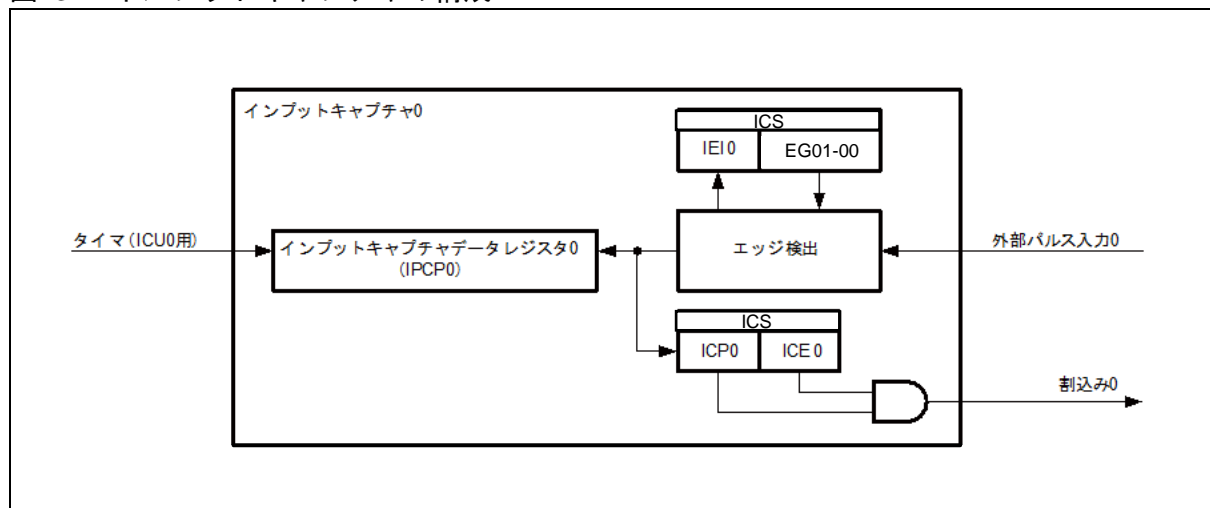 インプットキャプチャ0
ICS
IEI0
EG01-00
タイマ(ICU0用)
インプットキャプチャデータレジスタ0
(IPCP0)
エッジ検出
外部パルス入力0
ICS
ICP0
ICE0
割込み0